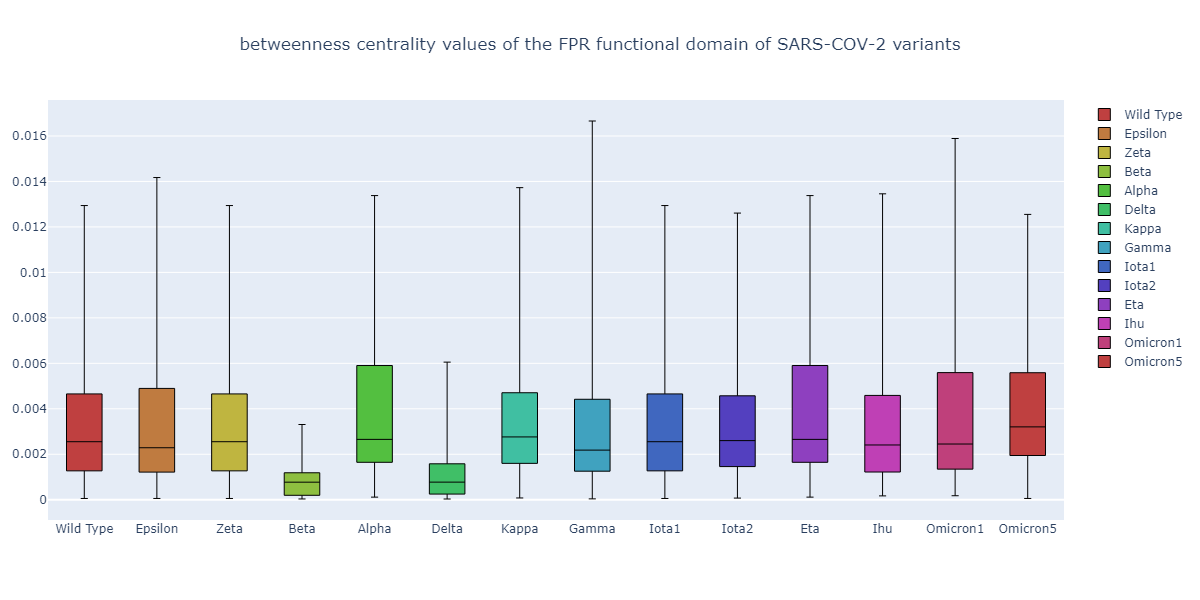 betweenness centrality values of the FPR functional domain of SARS-COV-2 variants
0.016
0.014
0.012
0.01
0.008
0.006
0.004
0.002
0
Wild Type Epsilon Zeta Beta Alpha Delta Kappa Gamma Iota1 Iota2 Eta Ihu Omicron1 Omicron5
Wild Type
Epsilon
Zeta
Beta
Alpha
Delta
Kappa
Gamma
Iota1
Iota2
Eta
Ihu
Omicron1
Omicron5